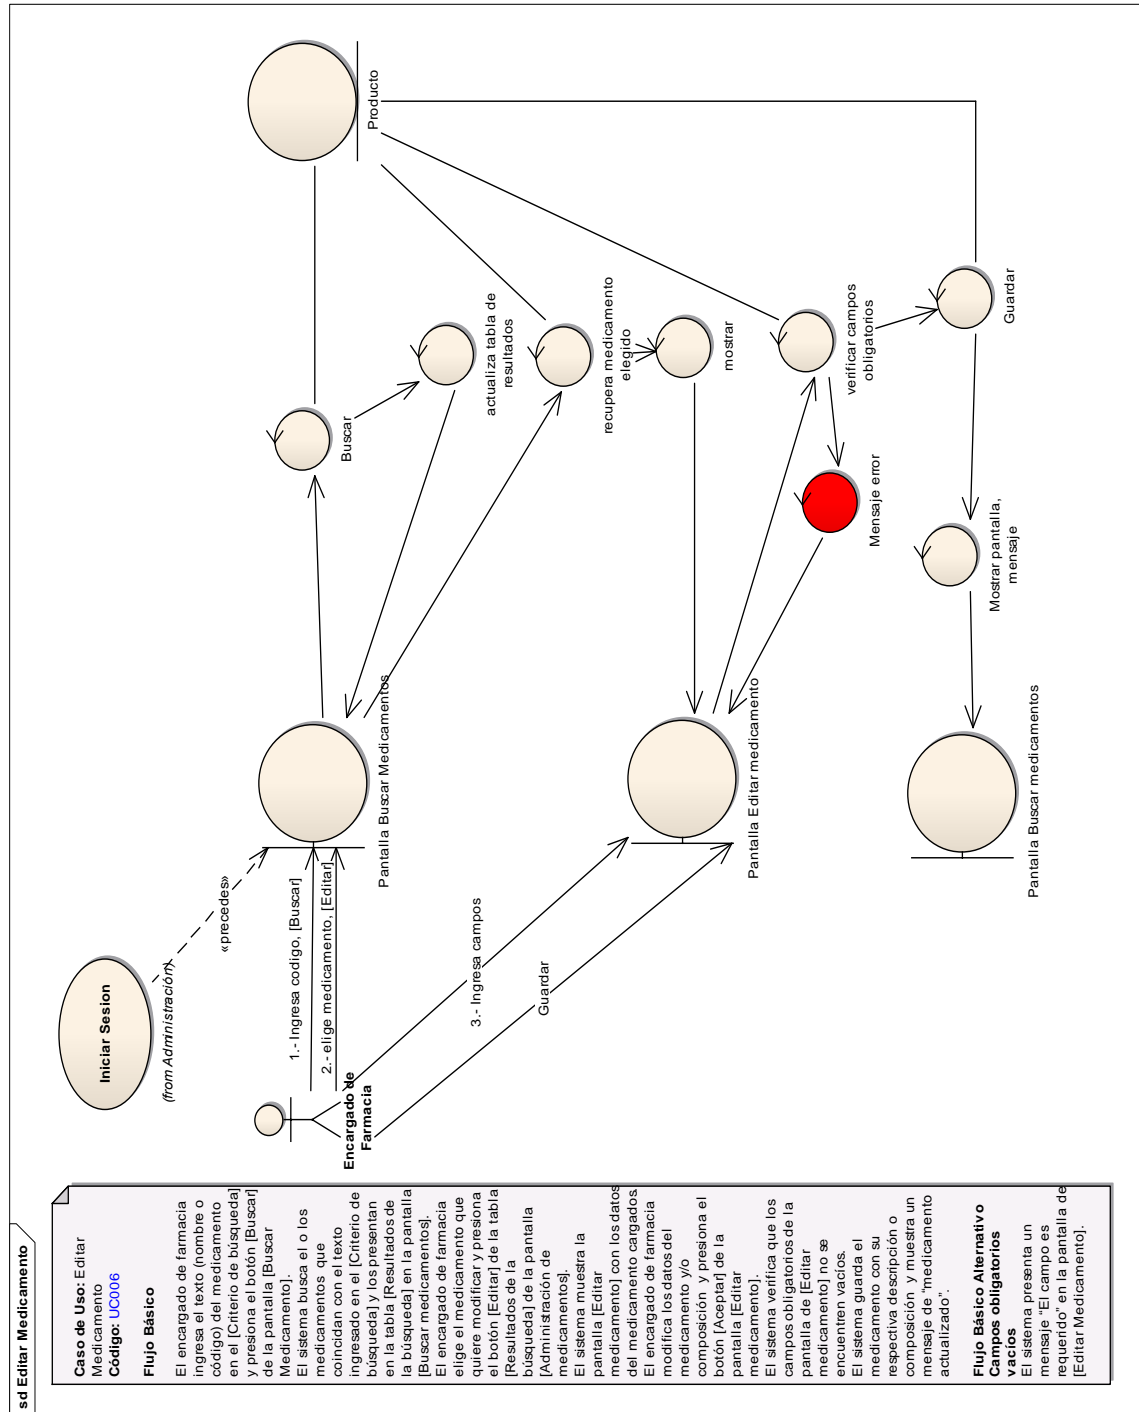 sd Editar Medicamento
Caso de Uso: Editar
Medicamento
Código: UC006
Flujo Básico
El encargado de farmacia
ingresa el texto (nombre o
código) del medicamento
en el [Criterio de búsqueda]
y presiona el botón [Buscar]
de la pantalla [Buscar
Medicamento].
El sistema busca el o los
medicamentos que
coincidan con el texto
ingresado en el [Criterio de
búsqueda] y los presentan
en la tabla [Resultados de
la búsqueda] en la pantalla
[Buscar medicamentos].
El encargado de farmacia
elige el medicamento que
quiere modificar y presiona
el botón [Editar] de la tabla
[Resultados de la
búsqueda] de la pantalla
[Administración de
medicamentos].
El sistema muestra la
pantalla [Editar
medicamento] con los datos
del medicamento cargados.
El encargado de farmacia
modifica los datos del
medicamento y/o
composición y presiona el
botón [Aceptar] de la
pantalla [Editar
medicamento].
El sistema verifica que los
campos obligatorios de la
pantalla de [Editar
medicamento] no se
encuentren vacíos.
El sistema guarda el
medicamento con su
respectiva descripción o
composición y muestra un
mensaje de "medicamento
actualizado".
Flujo Básico Alternativo
Campos obligatorios
vacíos
El sistema presenta un
mensaje "El campo es
requerido" en la pantalla de
[Editar Medicamento].
Iniciar Sesion
(from Administración)
«precedes»
Encargado de
Farmacia
1.- Ingresa codigo, [Buscar]
2.- elige medicamento, [Editar]
3.- Ingresa campos
Guardar
Pantalla Buscar Medicamentos
Pantalla Editar medicamento
Pantalla Buscar medicamentos
Buscar
actualiza tabla de
resultados
recupera medicamento
elegido
mostrar
verificar campos
obligatorios
Mensaje error
Guardar
Mostrar pantalla,
mensaje
Producto